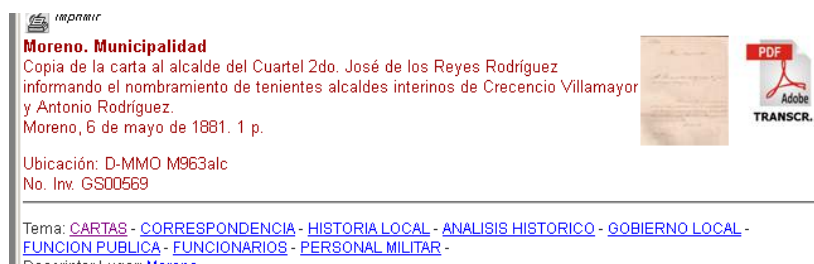 Imprimir
Moreno. Municipalidad
Copia de la carta al alcalde del Cuartel 2do. José de los Reyes Rodríguez
informando el nombramiento de tenientes alcaldes interinos de Crecencio Villamayor
y Antonio Rodríguez.
Moreno, 6 de mayo de 1881. 1 p.
PDF
Adobe
TRANSCR.
Ubicación: D-MMO M963alc
No. Inv. GS00569
Tema: CARTAS - CORRESPONDENCIA - HISTORIA LOCAL - ANALISIS HISTORICO - GOBIERNO LOCAL -
FUNCION PUBLICA - FUNCIONARIOS - PERSONAL MILITAR -